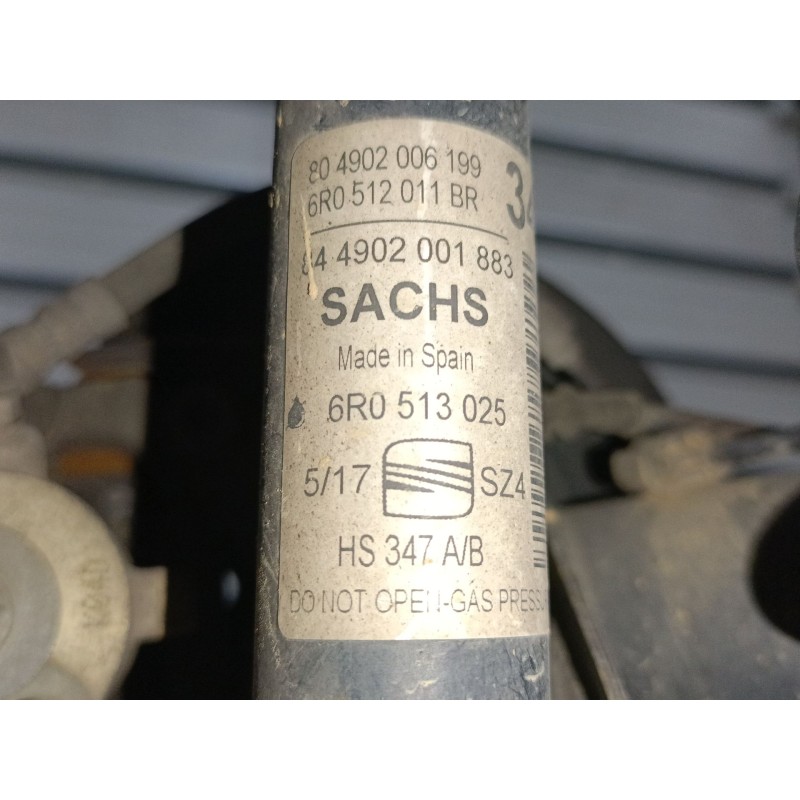 80 4902 006 199
6R0 512 011 BR
34
84 4902 001 883
SACHS
Made in Spain
6R0 513 025
5/17 SZ4
HS 347 A/B
DO NOT OPEN-GAS